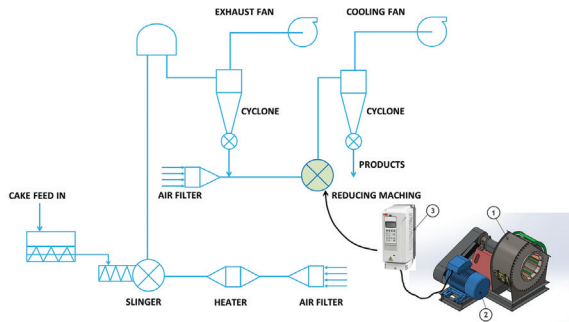 EXHAUST FAN
COOLING FAN
CYCLONE
CYCLONE
PRODUCTS
AIR FILTER
REDUCING MACHING
CAKE FEED IN
1
3
2
SLINGER
HEATER
AIR FILTER